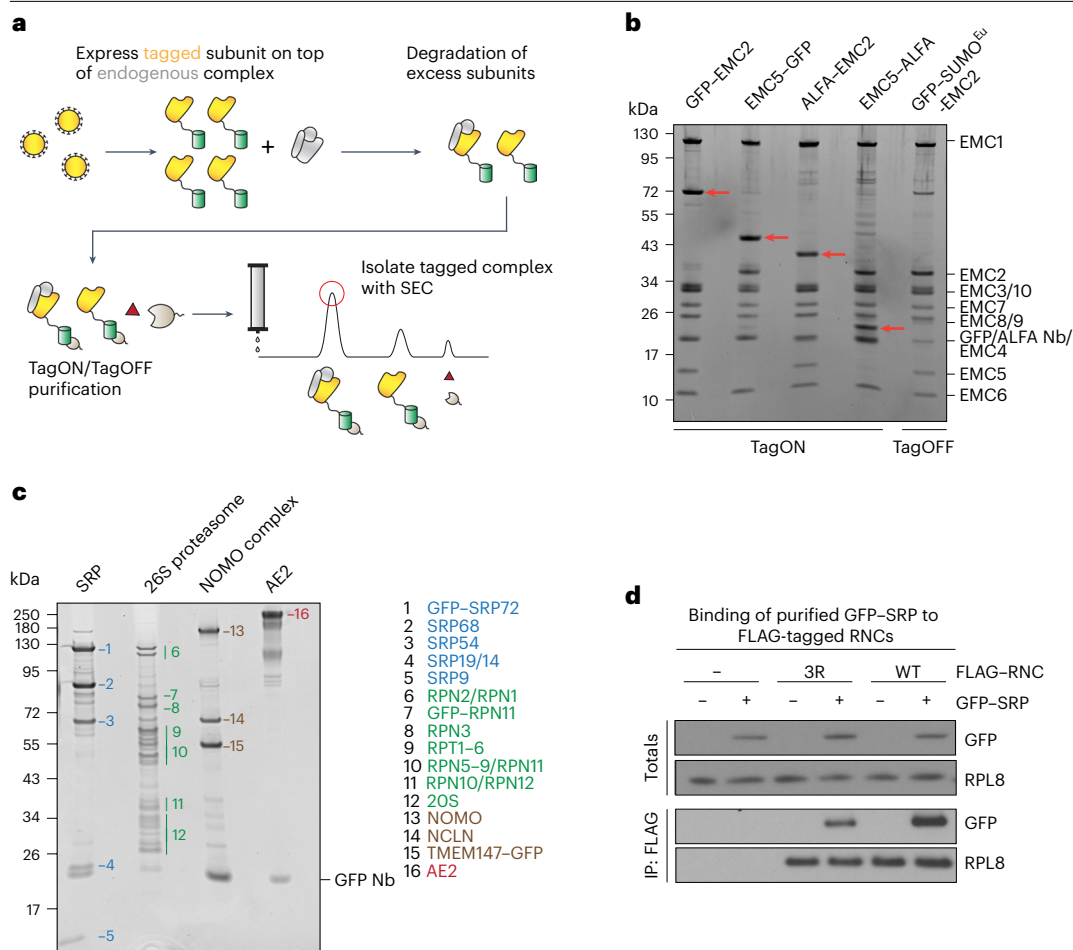 a
Express tagged subunit on top
of endogenous complex
Degradation of
excess subunits
+
TagON/TagOFF
purification
Isolate tagged complex
with SEC
b
kDa
GFP–EMC2
EMC5–GFP
ALFA–EMC2
EMC5–ALFA
GFP–SUMO^Eu
-EMC2
130
95
72
55
43
34
26
17
10
EMC1
EMC2
EMC3/10
EMC7
EMC8/9
GFP/ALFA Nb/
EMC4
EMC5
EMC6
TagON
TagOFF
c
kDa
SRP
26S proteasome
NOMO complex
AE2
250
180
130
95
72
55
43
34
26
17
–1
–2
–3
–4
–5
6
–7
–8
9
10
11
12
–13
–14
–15
–16
GFP Nb
1 GFP–SRP72
2 SRP68
3 SRP54
4 SRP19/14
5 SRP9
6 RPN2/RPN1
7 GFP–RPN11
8 RPN3
9 RPT1–6
10 RPN5–9/RPN11
11 RPN10/RPN12
12 20S
13 NOMO
14 NCLN
15 TMEM147–GFP
16 AE2
d
Binding of purified GFP–SRP to
FLAG-tagged RNCs
– 3R WT FLAG–RNC
– + – + – + GFP–SRP
Totals
GFP
RPL8
IP: FLAG
GFP
RPL8